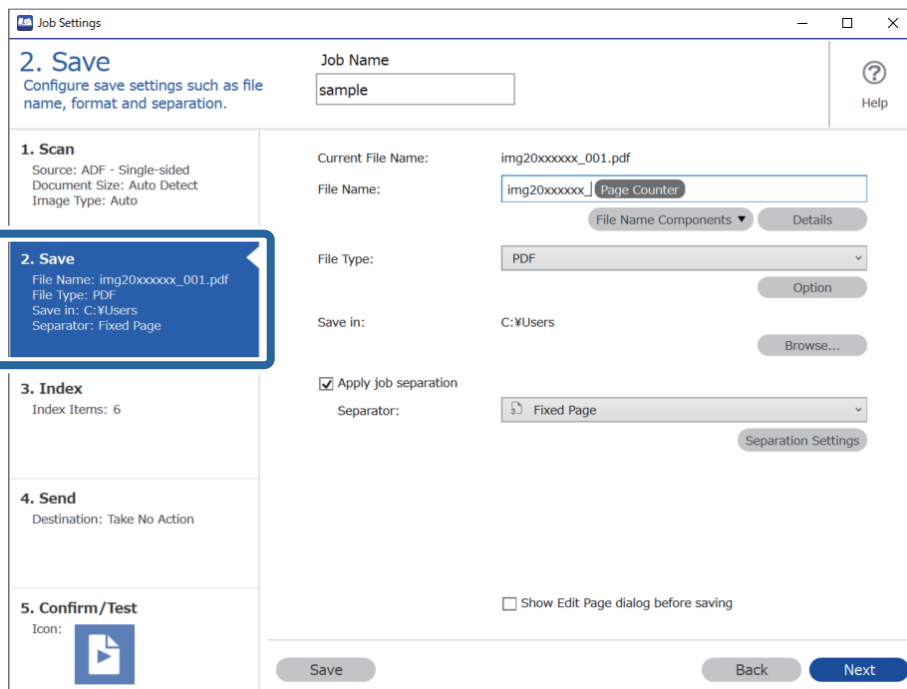 Job Settings
2. Save
Configure save settings such as file
name, format and separation.
Job Name
sample
Help
1. Scan
Source: ADF - Single-sided
Document Size: Auto Detect
Image Type: Auto
2. Save
File Name: img20xxxxxx_001.pdf
File Type: PDF
Save in: C:¥Users
Separator: Fixed Page
3. Index
Index Items: 6
4. Send
Destination: Take No Action
5. Confirm/Test
Icon:
Current File Name: img20xxxxxx_001.pdf
File Name: img20xxxxxx_ Page Counter
File Name Components ▼ Details
File Type: PDF
Option
Save in: C:¥Users
Browse...
Apply job separation
Separator: Fixed Page
Separation Settings
Show Edit Page dialog before saving
Save Back Next